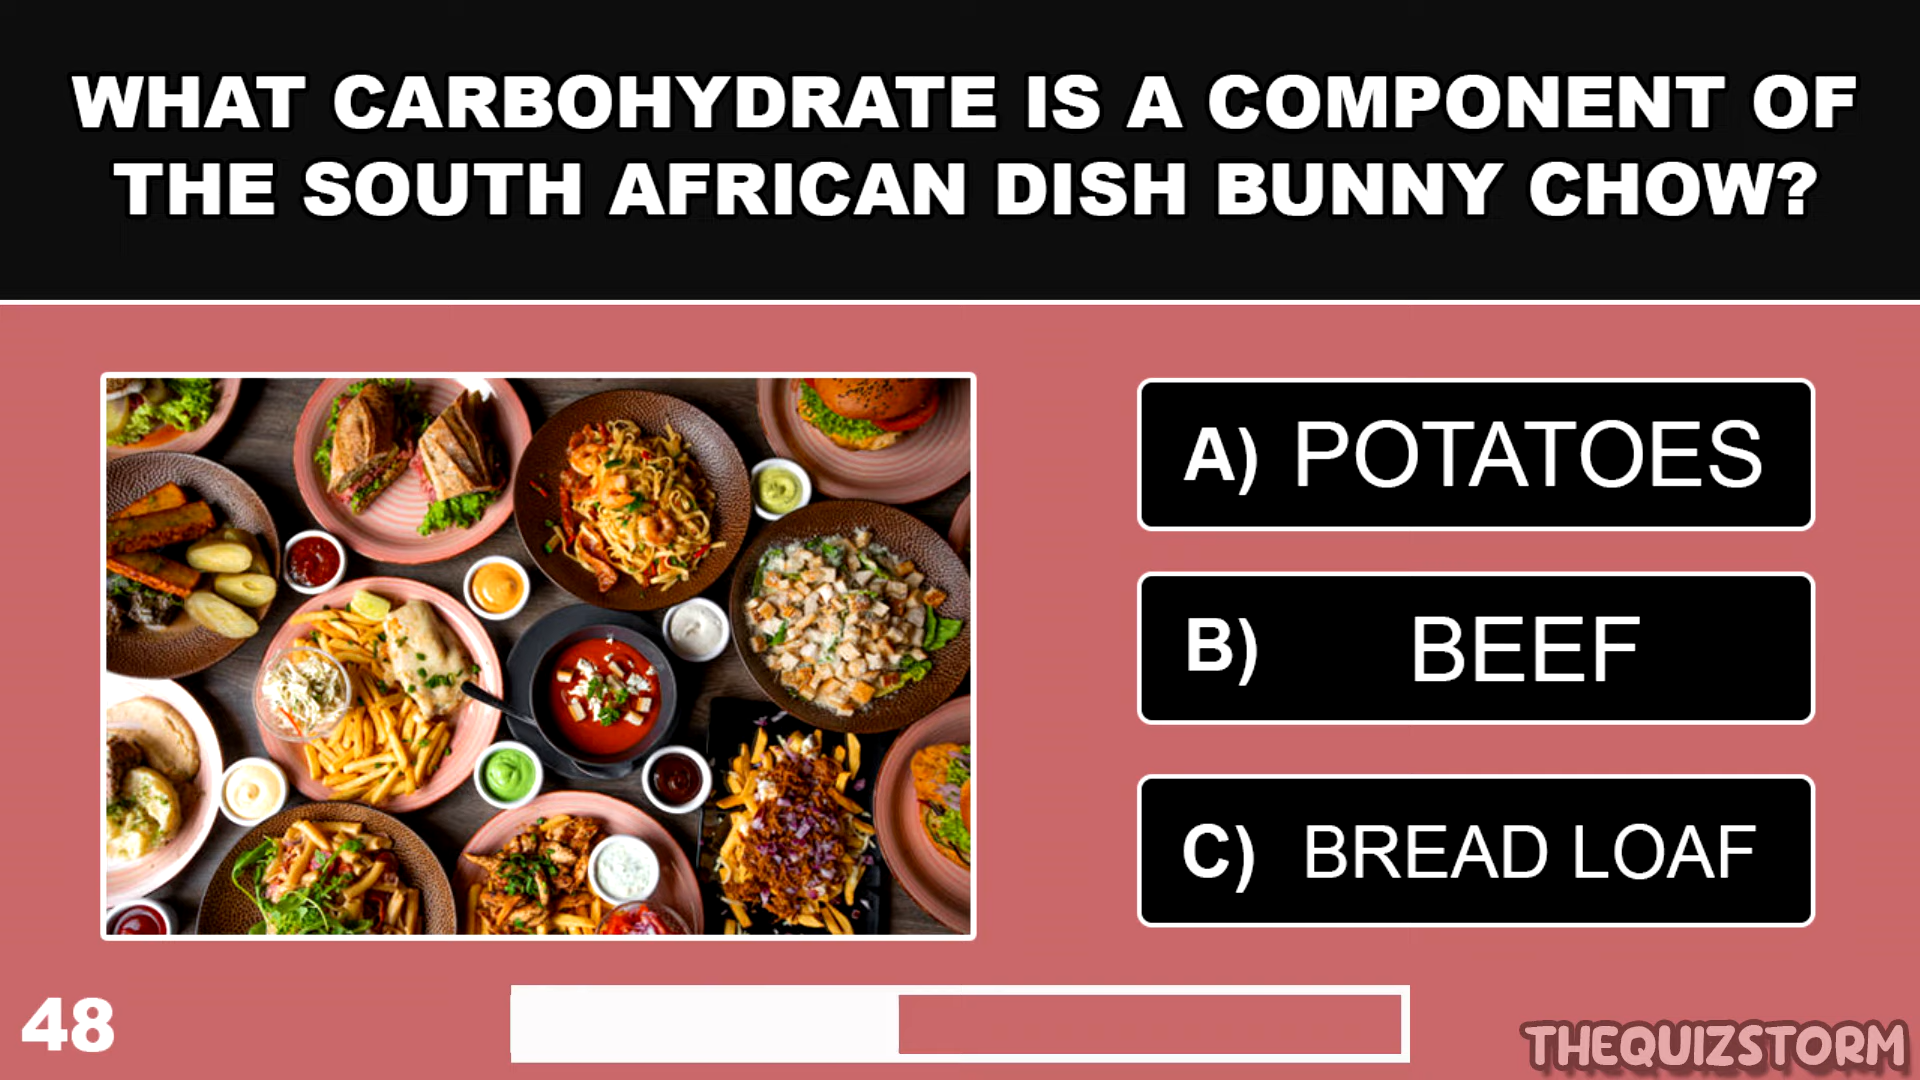 WHAT CARBOHYDRATE IS A COMPONENT OF
THE SOUTH AFRICAN DISH BUNNY CHOW?
A) POTATOES
B) BEEF
C) BREAD LOAF
48
THEQUIZSTORM